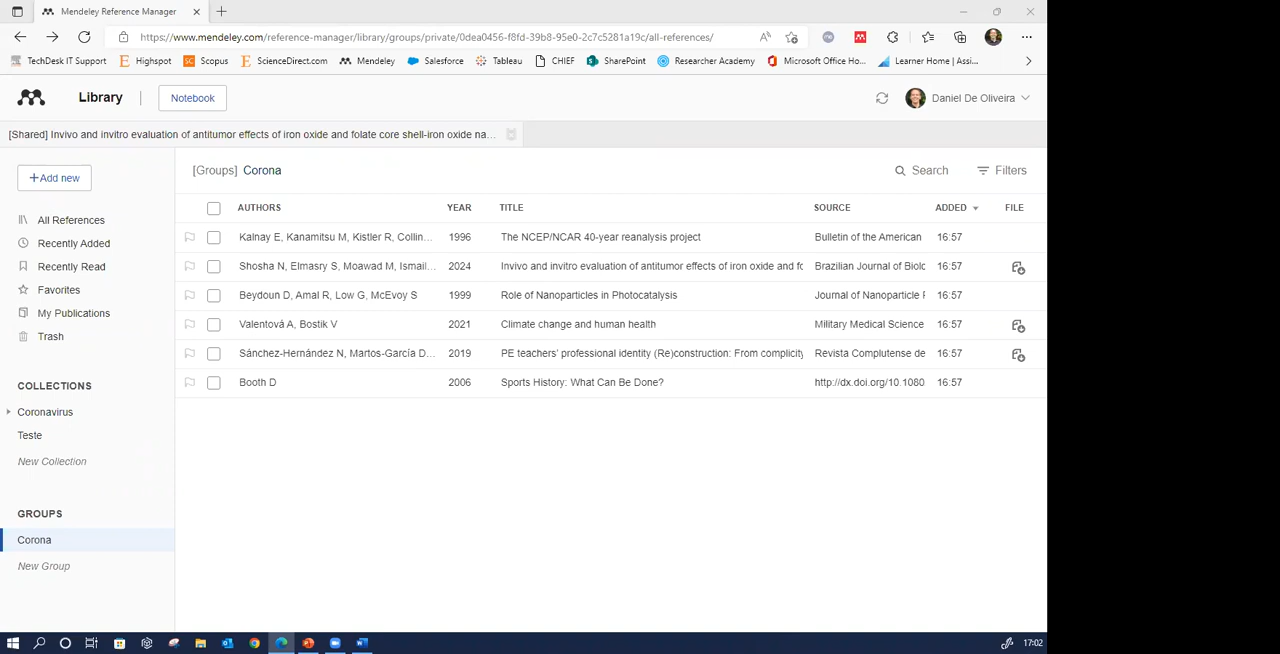 Mendeley Reference Manager
https://www.mendeley.com/reference-manager/library/groups/private/0dea0456-f8fd-39b8-95e0-2c7c5281a19c/all-references/
TechDesk IT Support Highspot Scopus ScienceDirect.com Mendeley Salesforce Tableau CHIEF SharePoint Researcher Academy Microsoft Office Ho... Learner Home | Assi...
Library Notebook Daniel De Oliveira
[Shared] Invivo and invitro evaluation of antitumor effects of iron oxide and folate core shell-iron oxide na...
+Add new
All References
Recently Added
Recently Read
Favorites
My Publications
Trash
COLLECTIONS
Coronavirus
Teste
New Collection
GROUPS
Corona
New Group
[Groups] Corona Search Filters
AUTHORS YEAR TITLE SOURCE ADDED FILE
Kalnay E, Kanamitsu M, Kistler R, Collin... 1996 The NCEP/NCAR 40-year reanalysis project Bulletin of the American 16:57
Shosha N, Elmasry S, Moawad M, Ismail... 2024 Invivo and invitro evaluation of antitumor effects of iron oxide and fo Brazilian Journal of Biolo 16:57
Beydoun D, Amal R, Low G, McEvoy S 1999 Role of Nanoparticles in Photocatalysis Journal of Nanoparticle F 16:57
Valentová A, Bostik V 2021 Climate change and human health Military Medical Science 16:57
Sánchez-Hernández N, Martos-García D... 2019 PE teachers' professional identity (Re)construction: From complicity Revista Complutense de 16:57
Booth D 2006 Sports History: What Can Be Done? http://dx.doi.org/10.1080 16:57
17:02